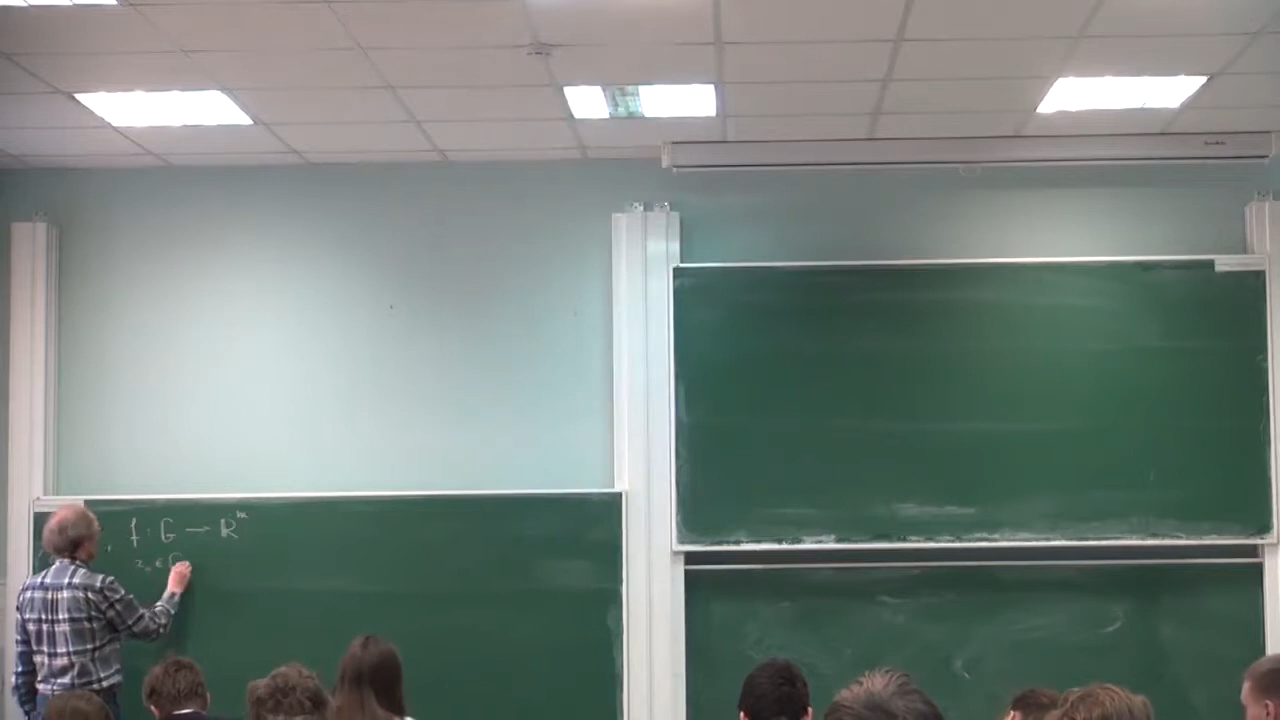 , f : G → ℝᵐ
x₀ ∈ G